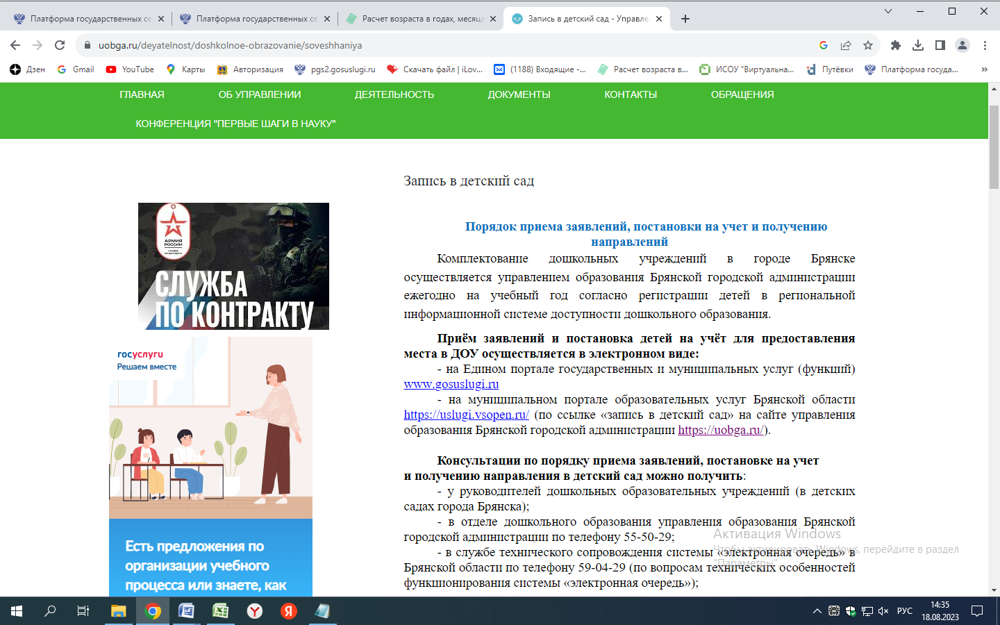 Платформа государственных се
Платформа государственных се
Расчет возраста в годах, месяца
Запись в детский сад - Управлен
uobga.ru/deyatelnost/doshkolnoe-obrazovanie/soveshhaniya
Дзен
Gmail
YouTube
Карты
Авторизация
pgs2.gosuslugi.ru
Скачать файл | iLov...
(1188) Входящие -...
Расчет возраста в...
ИСОУ "Виртуальна...
Путёвки
Платформа госуда...
»
ГЛАВНАЯ
ОБ УПРАВЛЕНИИ
ДЕЯТЕЛЬНОСТЬ
ДОКУМЕНТЫ
КОНТАКТЫ
ОБРАЩЕНИЯ
КОНФЕРЕНЦИЯ "ПЕРВЫЕ ШАГИ В НАУКУ"
АРМИЯ
РОССИИ
СЛУЖБА
ПО КОНТРАКТУ
СЛУЖБА
ПО КОНТРАКТУ
госуслуги
Решаем вместе
Есть предложения по
организации учебного
процесса или знаете, как
Запись в детский сад
Порядок приема заявлений, постановки на учет и получению
направлений
Комплектование дошкольных учреждений в городе Брянске
осуществляется управлением образования Брянской городской администрации
ежегодно на учебный год согласно регистрации детей в региональной
информационной системе доступности дошкольного образования.
Приём заявлений и постановка детей на учёт для предоставления
места в ДОУ осуществляется в электронном виде:
- на Едином портале государственных и муниципальных услуг (функций)
www.gosuslugi.ru
- на муниципальном портале образовательных услуг Брянской области
https://uslugi.vsopen.ru/ (по ссылке «запись в детский сад» на сайте управления
образования Брянской городской администрации https://uobga.ru/).
Консультации по порядку приема заявлений, постановке на учет
и получению направления в детский сад можно получить:
- у руководителей дошкольных образовательных учреждений (в детских
садах города Брянска);
- в отделе дошкольного образования управления образования Брянской
городской администрации по телефону 55-50-29;
- в службе технического сопровождения системы «электронная очередь» в
Брянской области по телефону 59-04-29 (по вопросам технических особенностей
функционирования системы «электронная очередь»);
Активация Windows
Чтобы активировать Windows, перейдите в раздел
"Параметры".
РУС
14:35
18.08.2023